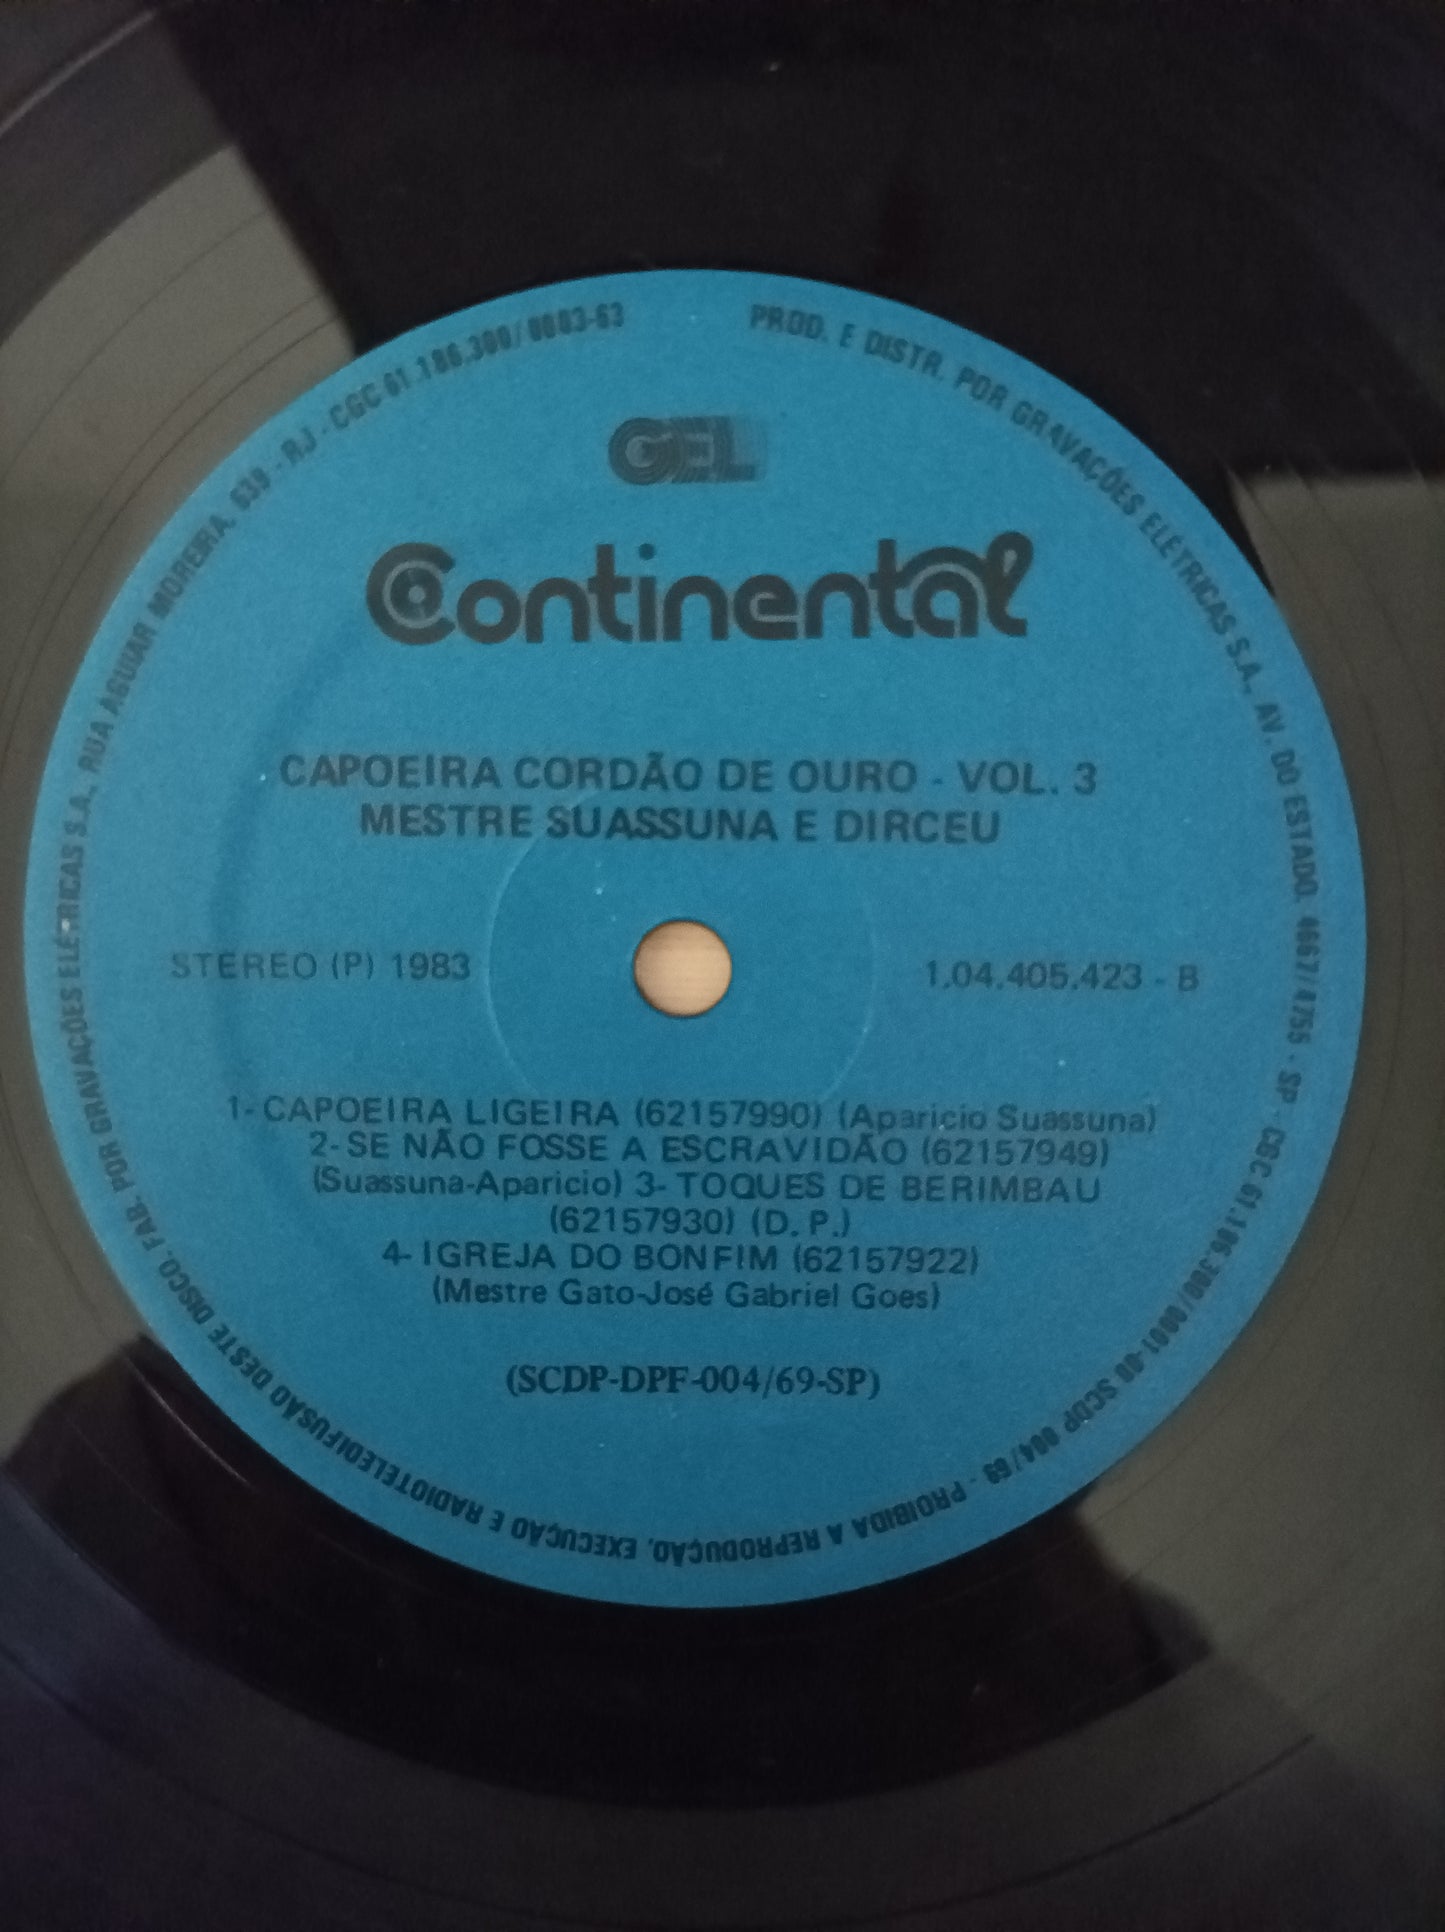 PROD. E DISTR. POR GRAVAÇÕES ELÉTRICAS S.A., AV. DO ESTADO, 4667/4755 - SP - CGC 61.186.300/0001-00 SCDP 004/69 - PROIBIDA A REPRODUÇÃO, EXECUÇÃO E RADIOTELEDIFUSÃO DESTE DISCO. FAB. POR GRAVAÇÕES ELÉTRICAS S.A. RUA AGUIAR MOREIRA, 639 - RJ - CGC 61.186.300/0003-63
GEL
Continental
CAPOEIRA CORDÃO DE OURO - VOL. 3
MESTRE SUASSUNA E DIRCEU
STEREO (P) 1983
1.04.405.423 - B
1- CAPOEIRA LIGEIRA (62157990) (Aparicio Suassuna)
2- SE NÃO FOSSE A ESCRAVIDÃO (62157949)
(Suassuna-Aparicio) 3- TOQUES DE BERIMBAU
(62157930) (D. P.)
4- IGREJA DO BONFIM (62157922)
(Mestre Gato-José Gabriel Goes)
(SCDP-DPF-004/69-SP)